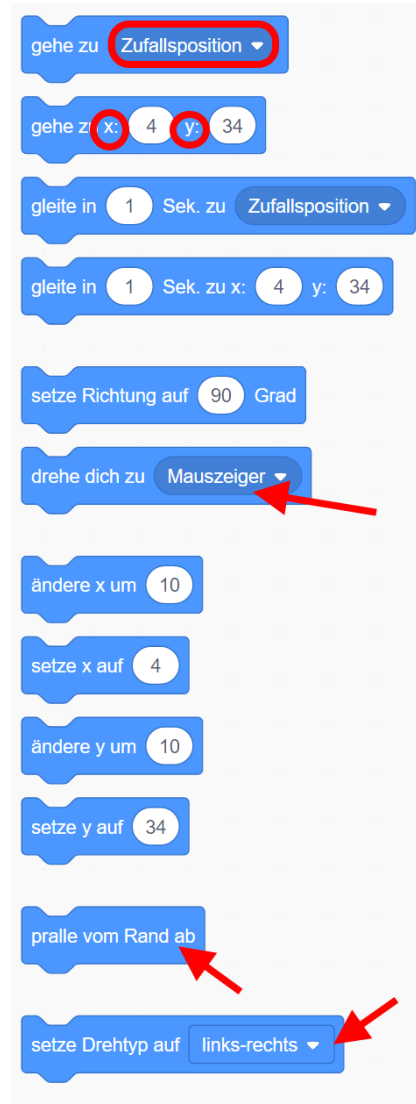 gehe zu Zufallsposition
gehe zu x: 4 y: 34
gleite in 1 Sek. zu Zufallsposition
gleite in 1 Sek. zu x: 4 y: 34
setze Richtung auf 90 Grad
drehe dich zu Mauszeiger
ändere x um 10
setze x auf 4
ändere y um 10
setze y auf 34
pralle vom Rand ab
setze Drehtyp auf links-rechts